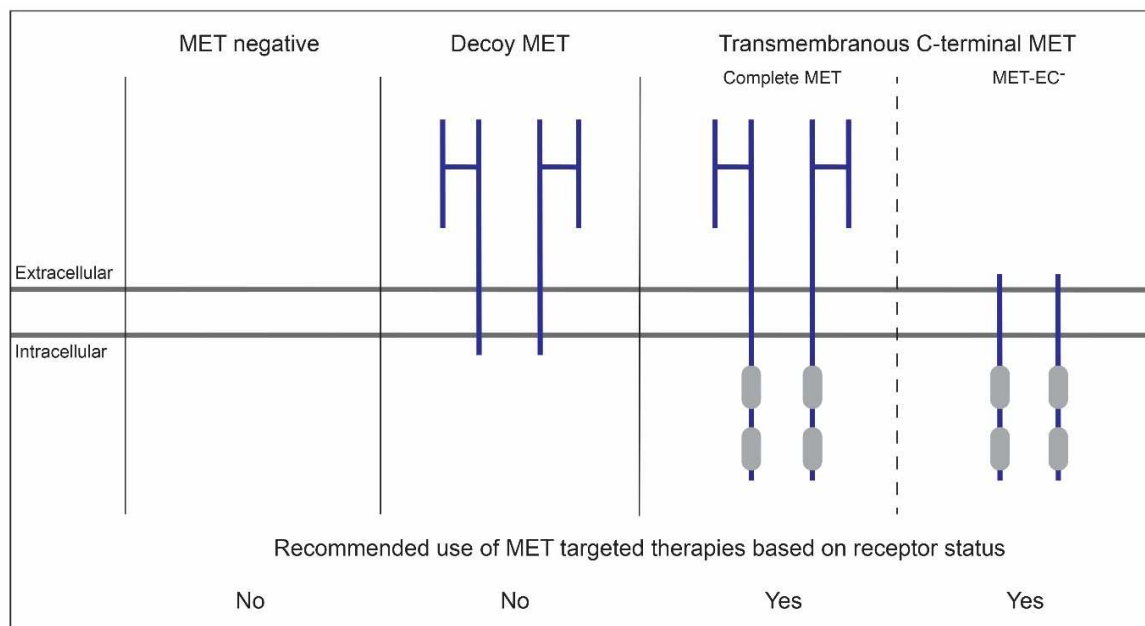 MET negative
Decoy MET
Transmembranous C-terminal MET
Complete MET
MET-EC⁻
Extracellular
Intracellular
Recommended use of MET targeted therapies based on receptor status
No
No
Yes
Yes